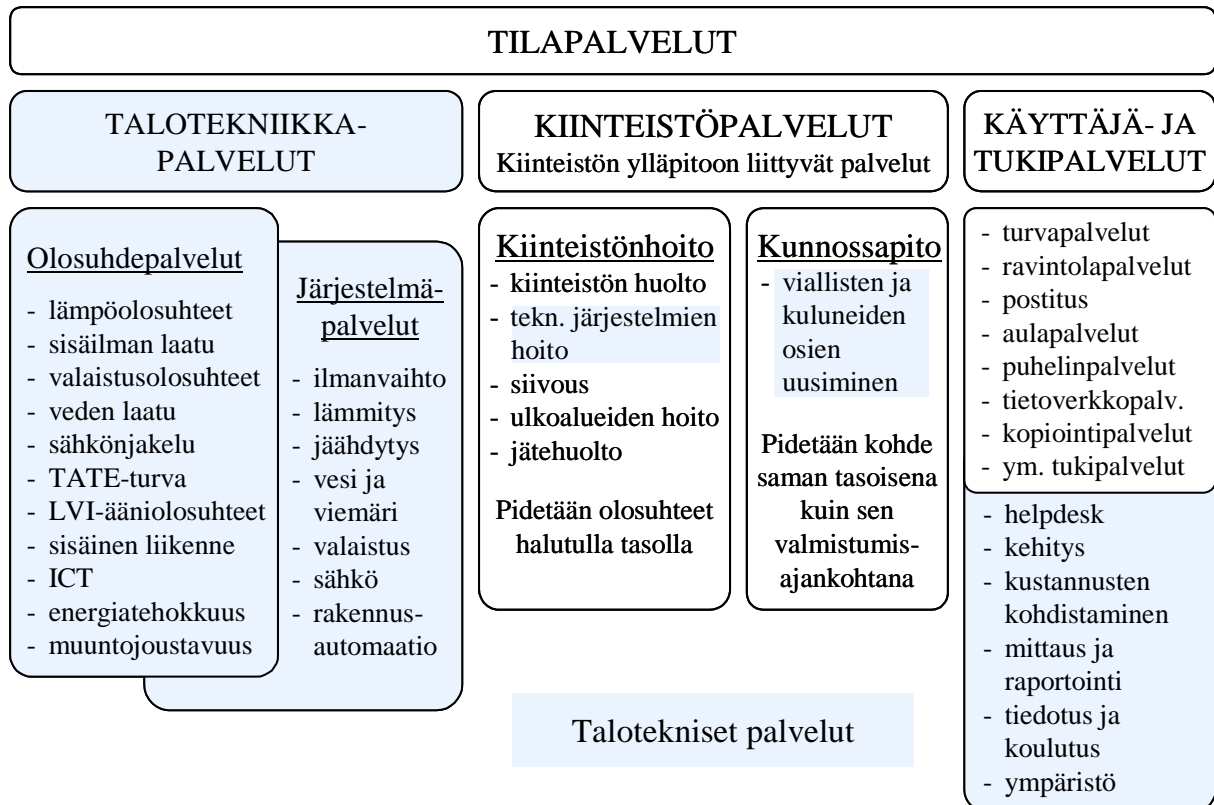 TILAPALVELUT
TALOTEKNIIKKA-
PALVELUT
KIINTEISTÖPALVELUT
Kiinteistön ylläpitoon liittyvät palvelut
KÄYTTÄJÄ- JA
TUKIPALVELUT
Olosuhdepalvelut
- lämpöolosuhteet
- sisäilman laatu
- valaistusolosuhteet
- veden laatu
- sähkönjakelu
- TATE-turva
- LVI-ääniolosuhteet
- sisäinen liikenne
- ICT
- energiatehokkuus
- muuntojoustavuus
Järjestelmä-
palvelut
- ilmanvaihto
- lämmitys
- jäähdytys
- vesi ja
viemäri
- valaistus
- sähkö
- rakennus-
automaatio
Kiinteistönhoito
- kiinteistön huolto
- tekn. järjestelmien
hoito
- siivous
- ulkoalueiden hoito
- jätehuolto
Pidetään olosuhteet
halutulla tasolla
Kunnossapito
- viallisten ja
kuluneiden
osien
uusiminen
Pidetään kohde
saman tasoisena
kuin sen
valmistumis-
ajankohtana
- turvapalvelut
- ravintolapalvelut
- postitus
- aulapalvelut
- puhelinpalvelut
- tietoverkkopalv.
- kopiointipalvelut
- ym. tukipalvelut
- helpdesk
- kehitys
- kustannusten
kohdistaminen
- mittaus ja
raportointi
- tiedotus ja
koulutus
- ympäristö
Talotekniset palvelut